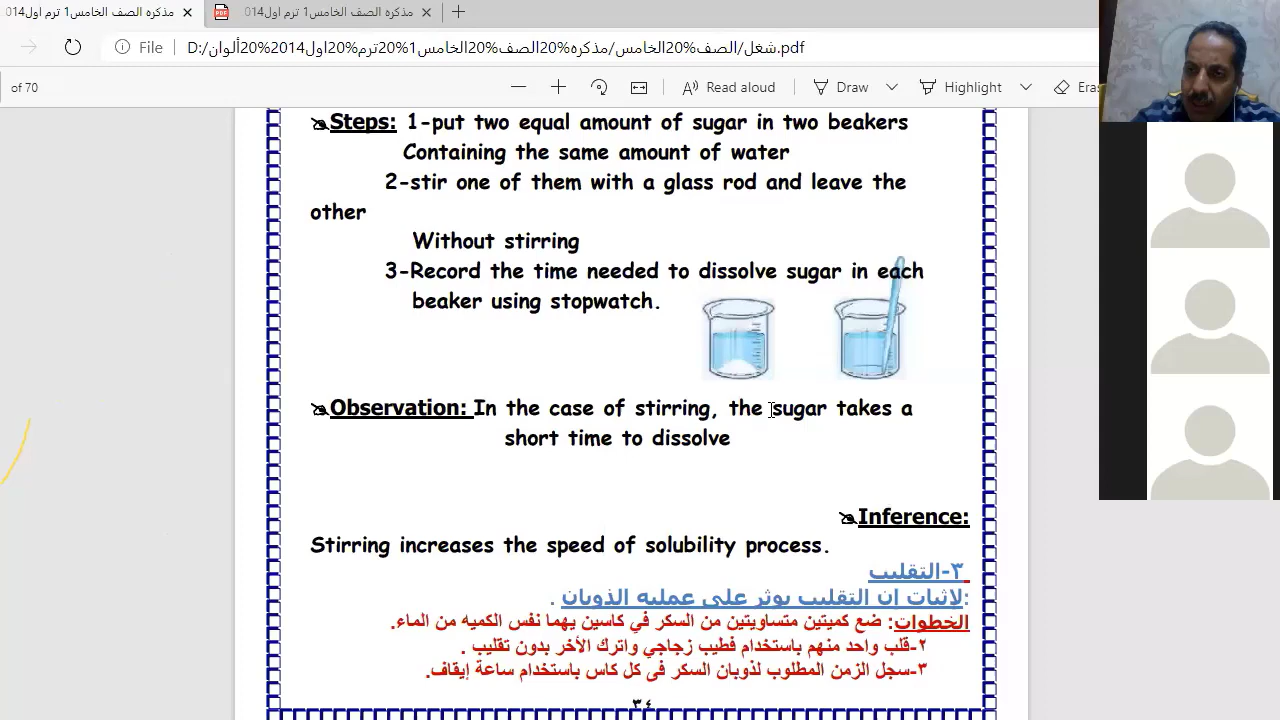 مذكرة الصف الخامس1 ترم اول014
مذكرة الصف الخامس1 ترم اول014
File
D:/شغل/الصف%20الخامس/مذكره%20الصف%20الخامس1%20ترم%20اول2014%20ألوان.pdf
of 70
Read aloud
Draw
Highlight
Eras
Steps: 1-put two equal amount of sugar in two beakers
Containing the same amount of water
2-stir one of them with a glass rod and leave the
other
Without stirring
3-Record the time needed to dissolve sugar in each
beaker using stopwatch.
Observation: In the case of stirring, the sugar takes a
short time to dissolve
Inference:
Stirring increases the speed of solubility process.
٣-التقليب
لاثبات ان التقليب يوثر على عمليه الذوبان .:
الخطوات: ضع كميتين متساويتين من السكر في كاسين يهما نفس الكميه من الماء.
٢-قلب واحد منهم باستخدام قطيب زجاجي واترك الأخر بدون تقليب .
٣-سجل الزمن المطلوب لذوبان السكر فى كل كاس باستخدام ساعة إيقاف.
٣٤